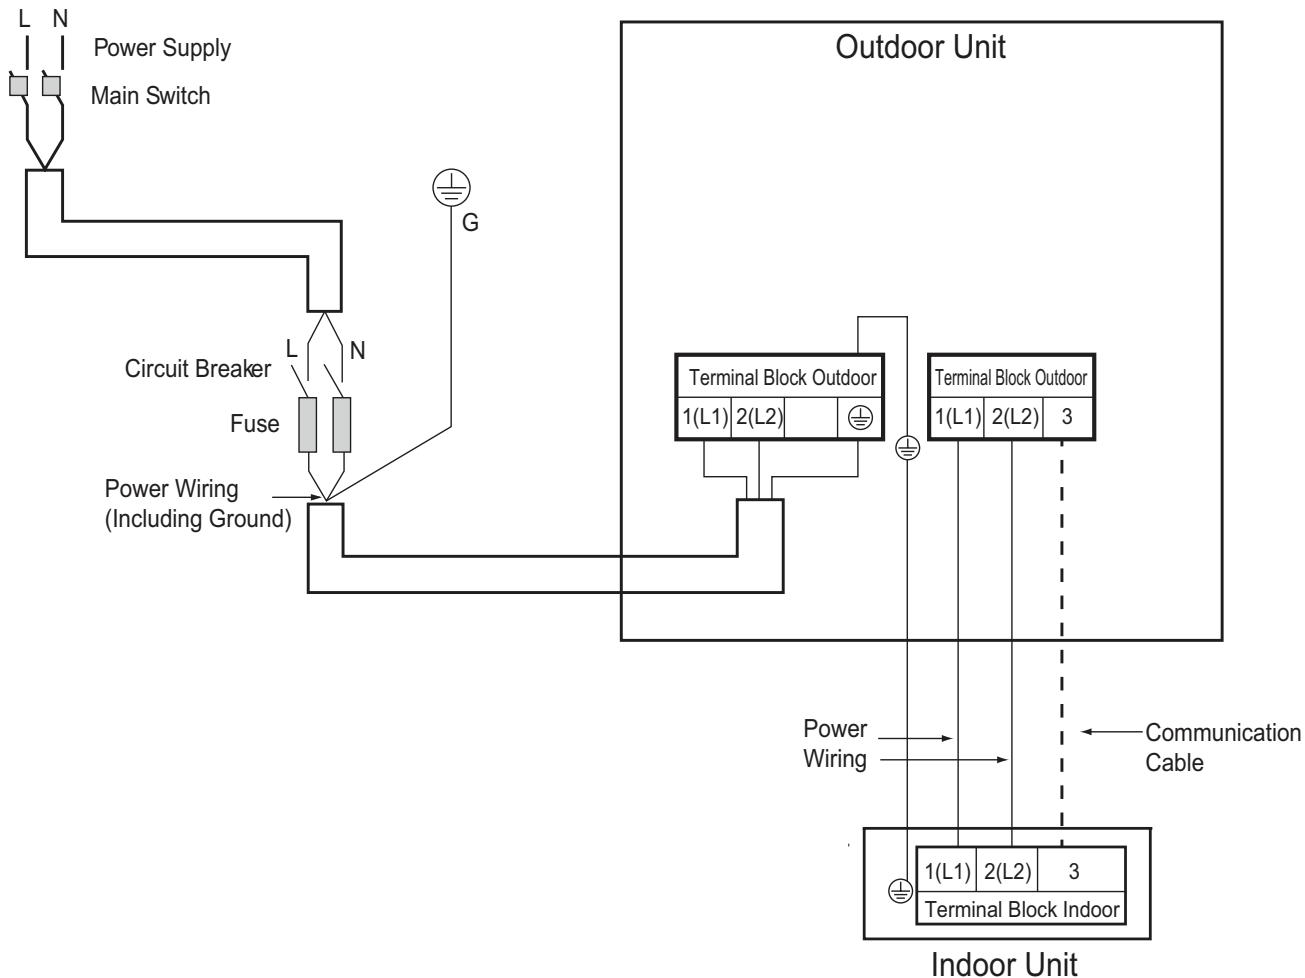 L N
Power Supply
Main Switch
Outdoor Unit
G
L N
Circuit Breaker
Fuse
Power Wiring
(Including Ground)
Terminal Block Outdoor
1(L1) 2(L2)
Terminal Block Outdoor
1(L1) 2(L2) 3
Power
Wiring
Communication
Cable
1(L1) 2(L2) 3
Terminal Block Indoor
Indoor Unit